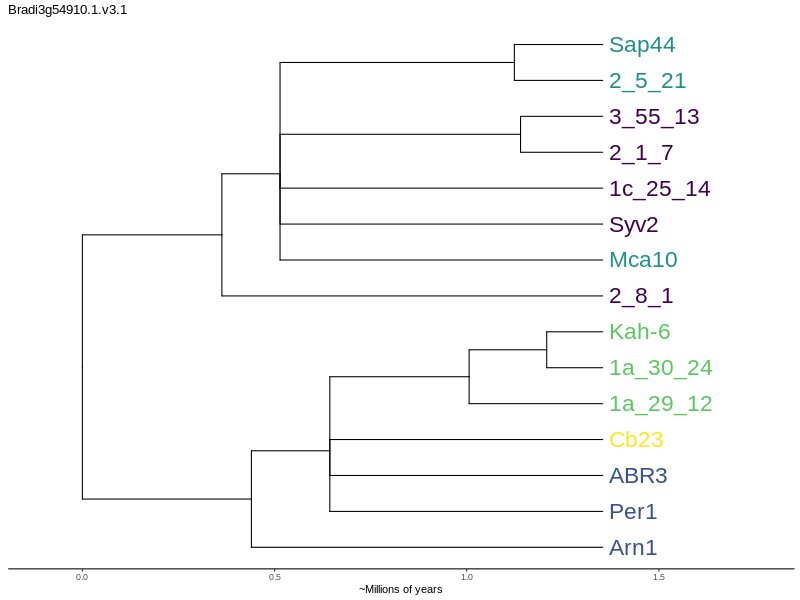 Bradi3g54910.1.v3.1
Sap44
2_5_21
3_55_13
2_1_7
1c_25_14
Syv2
Mca10
2_8_1
Kah-6
1a_30_24
1a_29_12
Cb23
ABR3
Per1
Arn1
0.0 0.5 1.0 1.5
~Millions of years